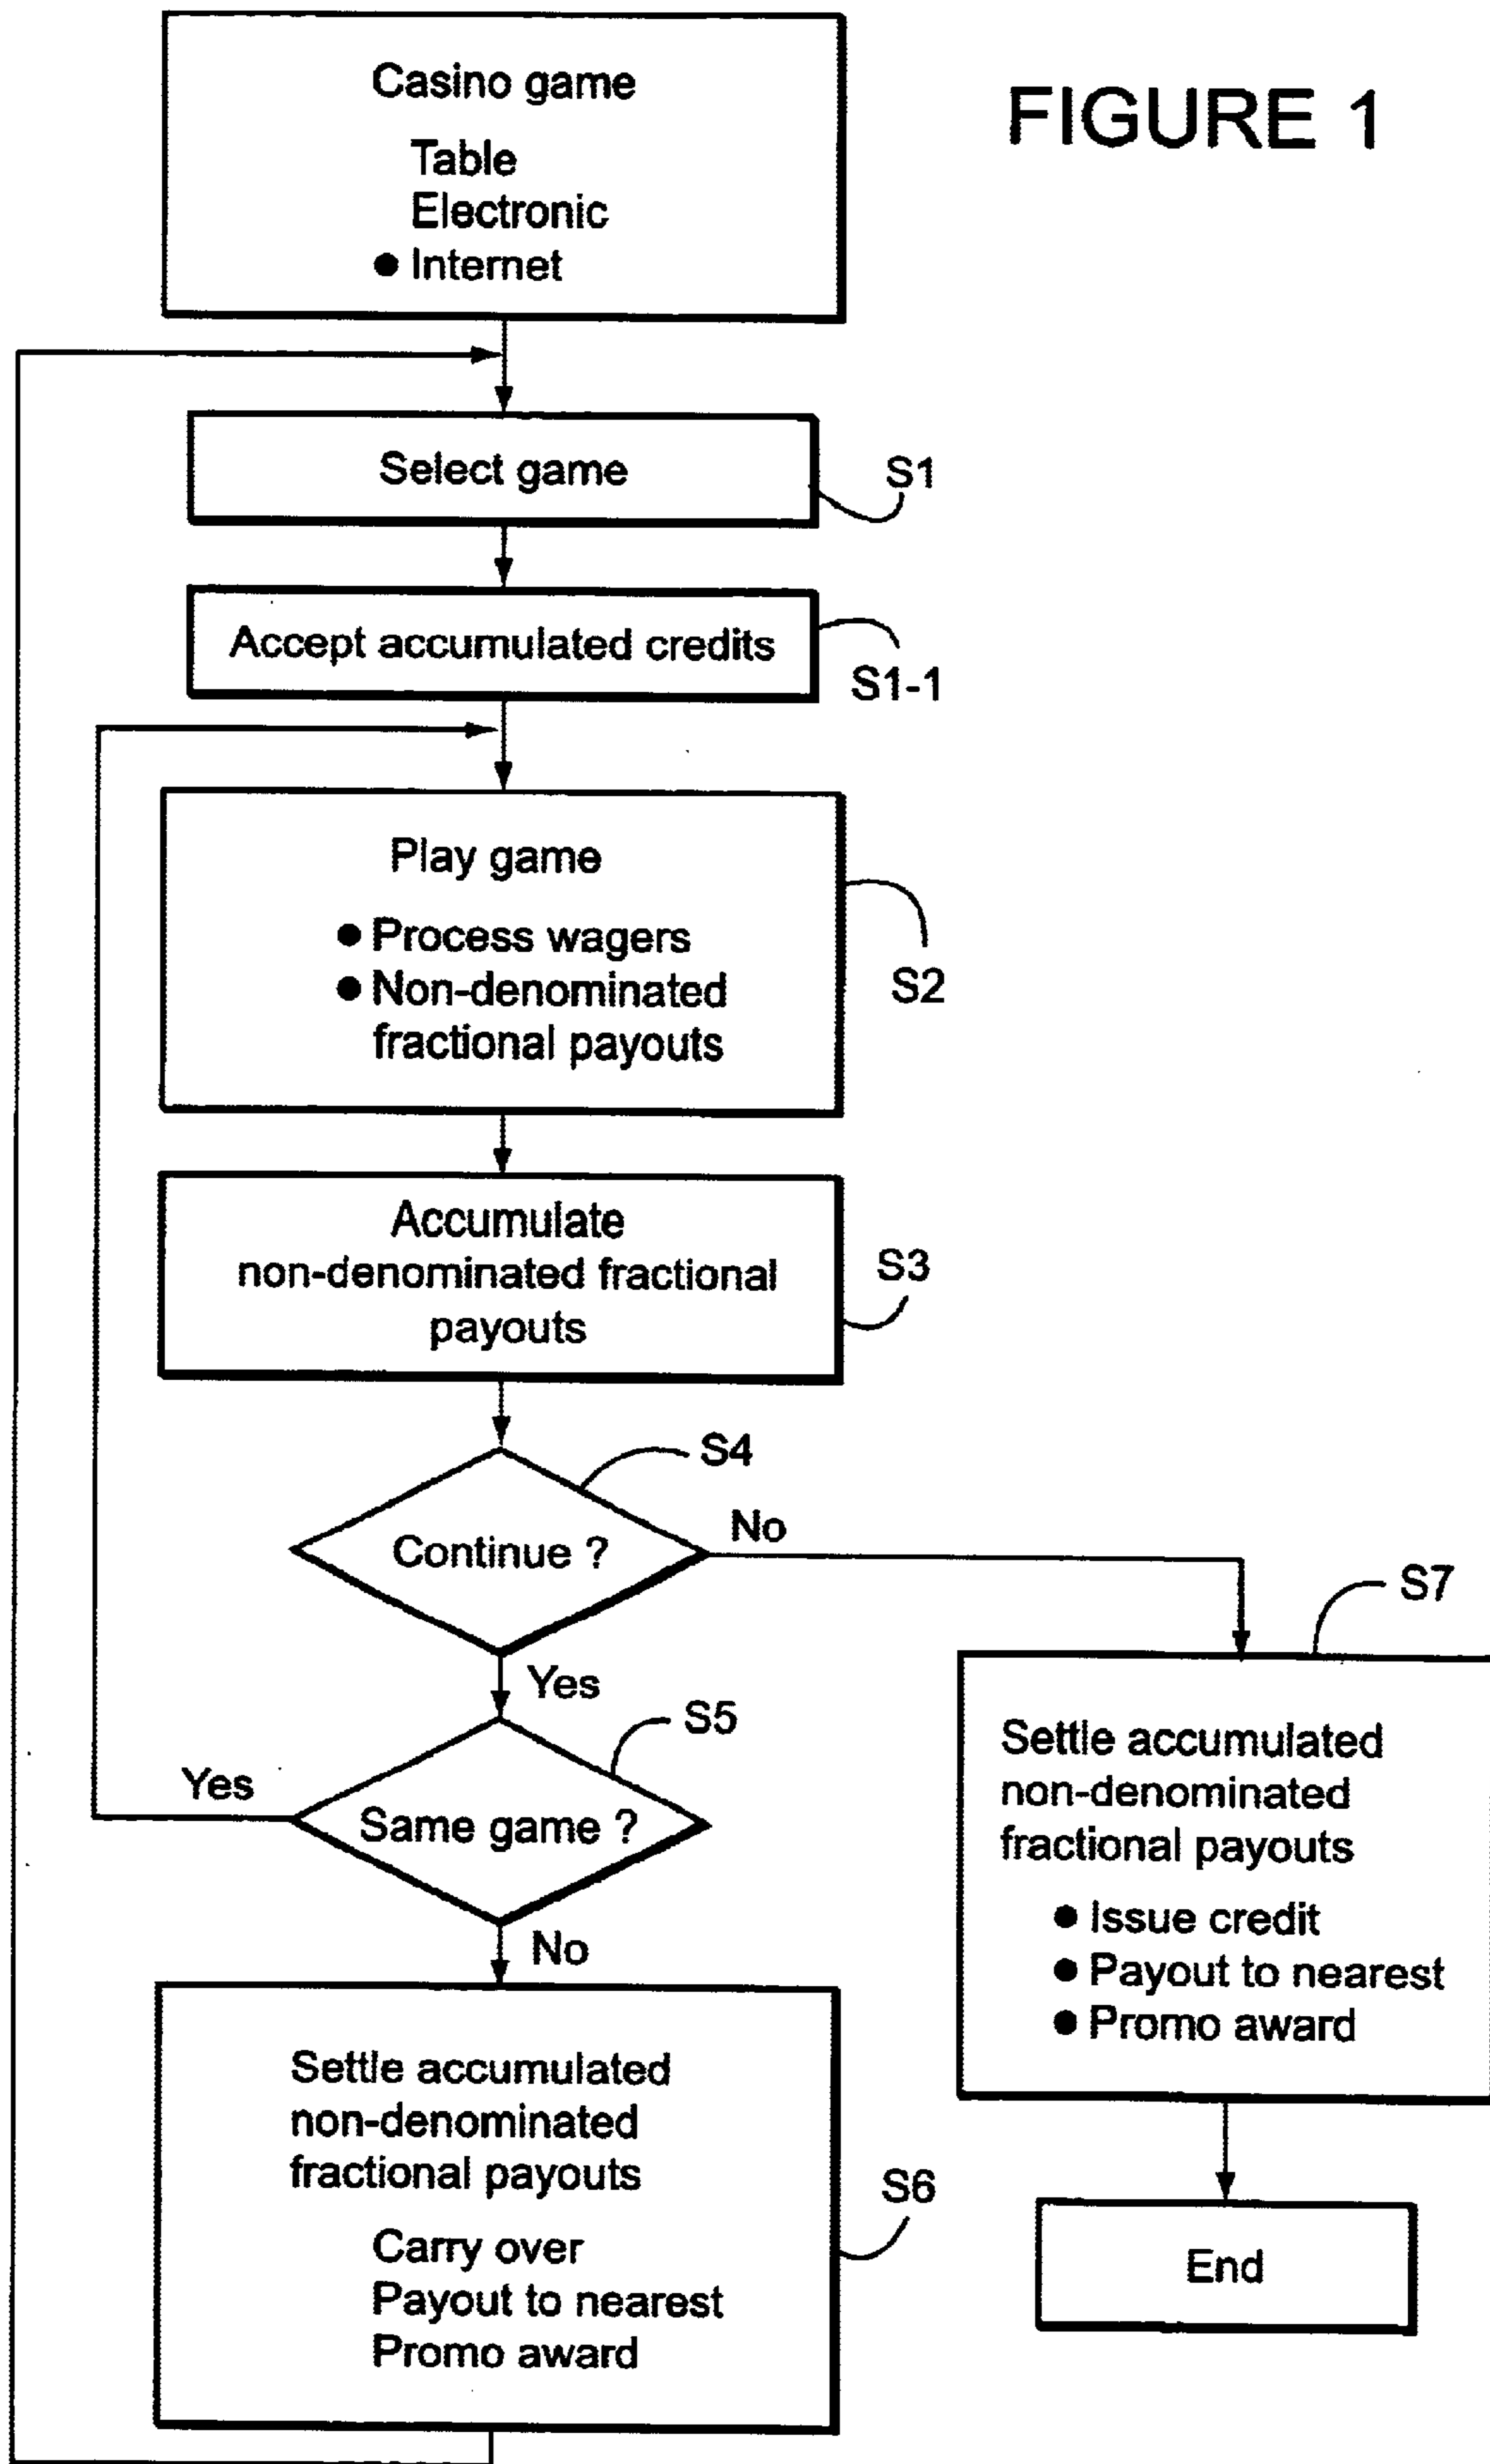 FIGURE 1
Casino game
Table
Electronic
● Internet
Select game
S1
Accept accumulated credits
S1-1
Play game
● Process wagers
● Non-denominated
fractional payouts
S2
Accumulate
non-denominated fractional
payouts
S3
S4
Continue ?
No
Yes
S5
Same game ?
Yes
No
Settle accumulated
non-denominated
fractional payouts
Carry over
Payout to nearest
Promo award
S6
S7
Settle accumulated
non-denominated
fractional payouts
● Issue credit
● Payout to nearest
● Promo award
End